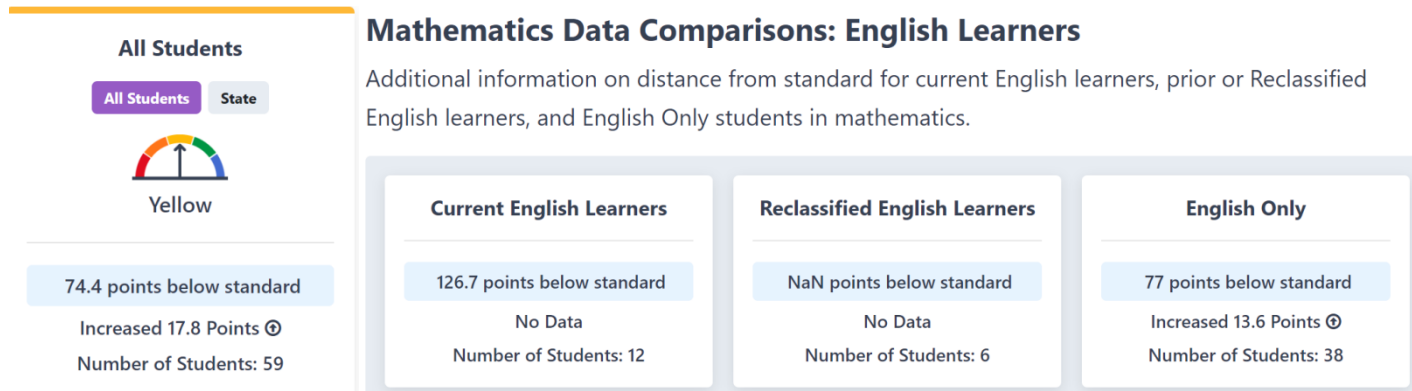 All Students
All Students State
Yellow
74.4 points below standard
Increased 17.8 Points
Number of Students: 59
Mathematics Data Comparisons: English Learners
Additional information on distance from standard for current English learners, prior or Reclassified
English learners, and English Only students in mathematics.
Current English Learners
126.7 points below standard
No Data
Number of Students: 12
Reclassified English Learners
NaN points below standard
No Data
Number of Students: 6
English Only
77 points below standard
Increased 13.6 Points
Number of Students: 38